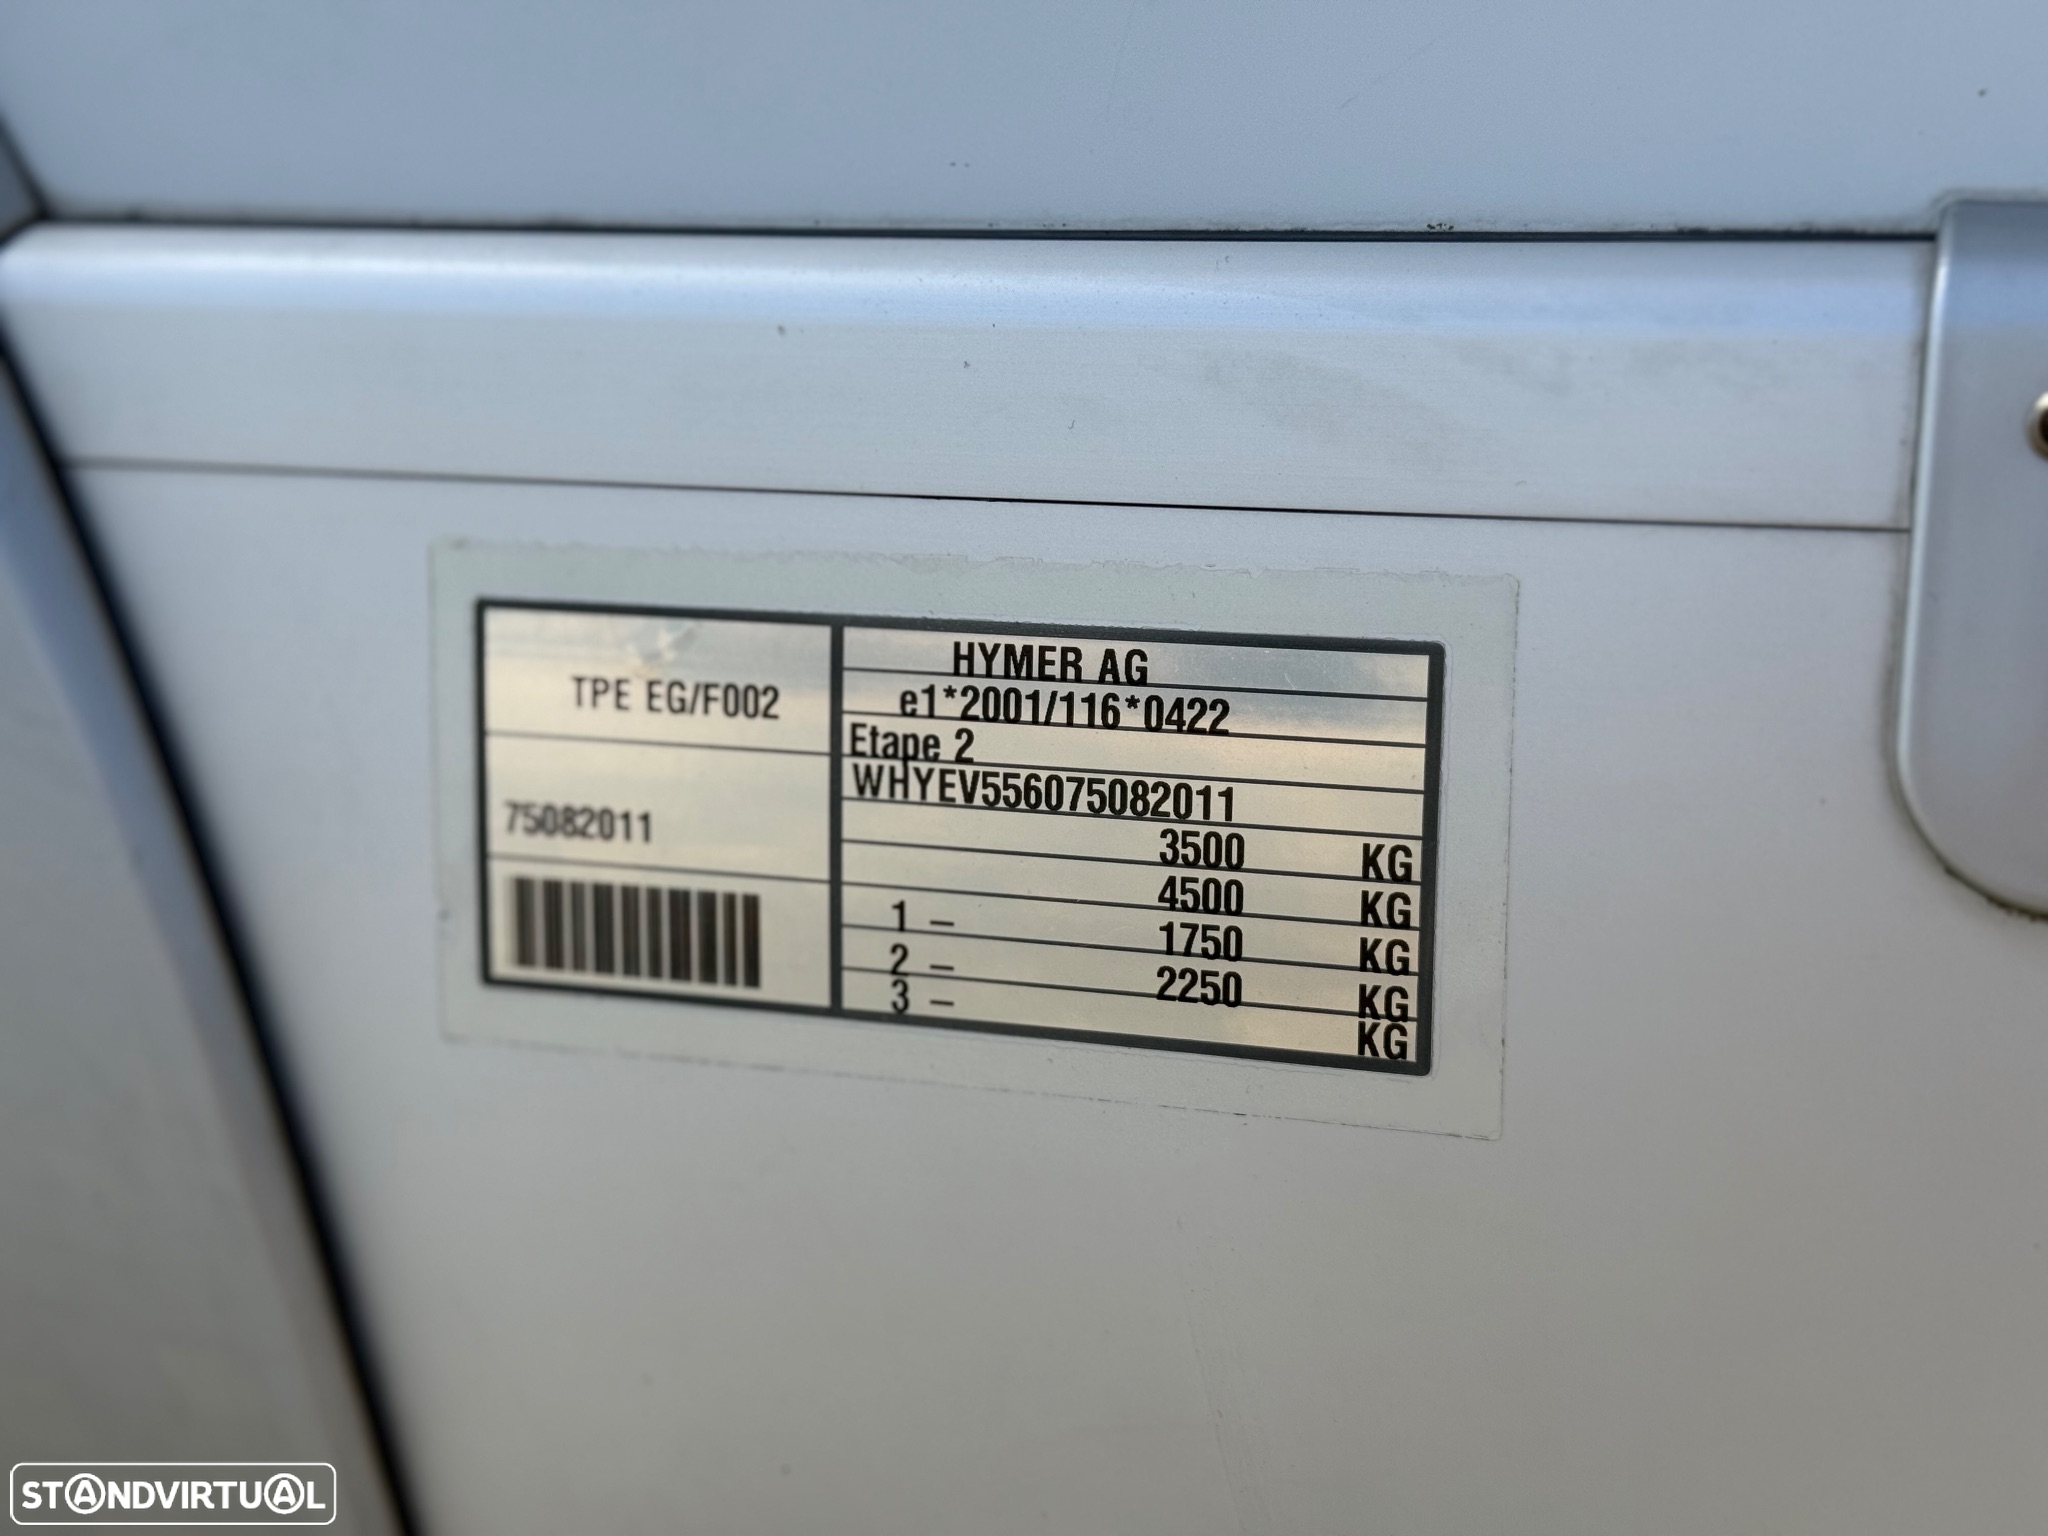 TPE EG/F002
75082011
HYMER AG
e1*2001/116*0422
Etape 2
WHYEV556075082011
3500 KG
4500 KG
1 – 1750 KG
2 – 2250 KG
3 – KG
STANDVIRTUAL